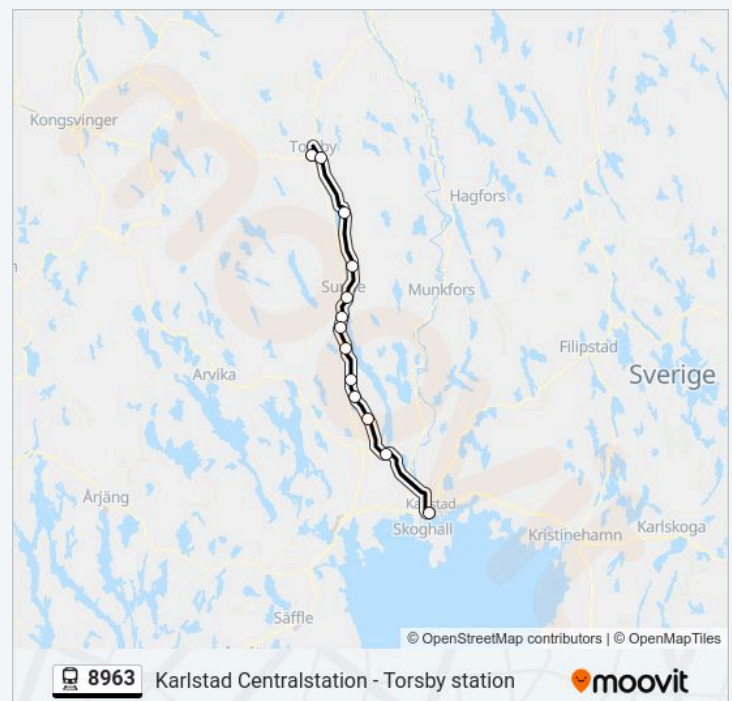 Kongsvinger
Torsby
Hagfors
Sunne
Munkfors
Filipstad
Sverige
Arvika
Årjäng
Karlstad
Skoghall
Kristinehamn
Karlskoga
Säffle
© OpenStreetMap contributors | © OpenMapTiles
8963 Karlstad Centralstation - Torsby station
moovit
moovit